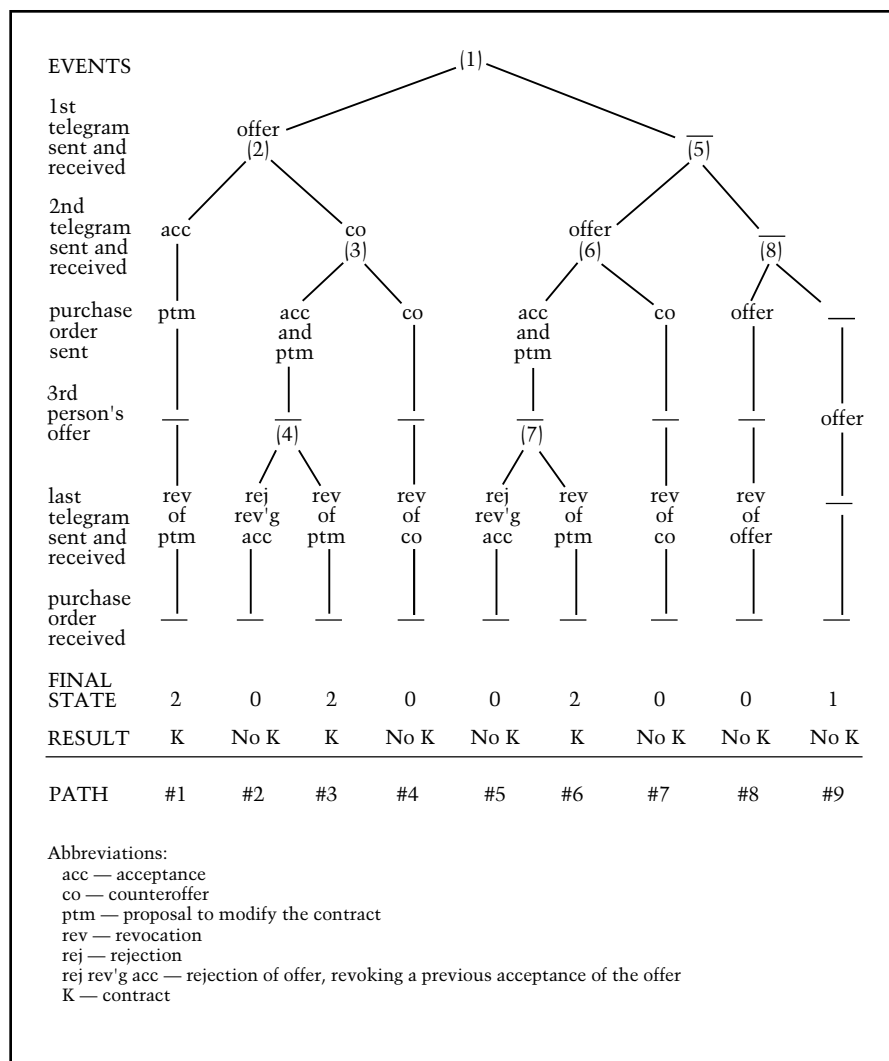 EVENTS
(1)
1st
telegram
sent and
received
offer
(2)
(5)
2nd
telegram
sent and
received
acc
co
(3)
offer
(6)
(8)
purchase
order
sent
ptm
acc
and
ptm
co
acc
and
ptm
co
offer
3rd
person's
offer
(4)
(7)
offer
last
telegram
sent and
received
rev
of
ptm
rej
rev'g
acc
rev
of
ptm
rev
of
co
rej
rev'g
acc
rev
of
ptm
rev
of
co
rev
of
offer
purchase
order
received
FINAL
STATE 2 0 2 0 0 2 0 0 1
RESULT K No K K No K No K K No K No K No K
PATH #1 #2 #3 #4 #5 #6 #7 #8 #9
Abbreviations:
acc — acceptance
co — counteroffer
ptm — proposal to modify the contract
rev — revocation
rej — rejection
rej rev'g acc — rejection of offer, revoking a previous acceptance of the offer
K — contract